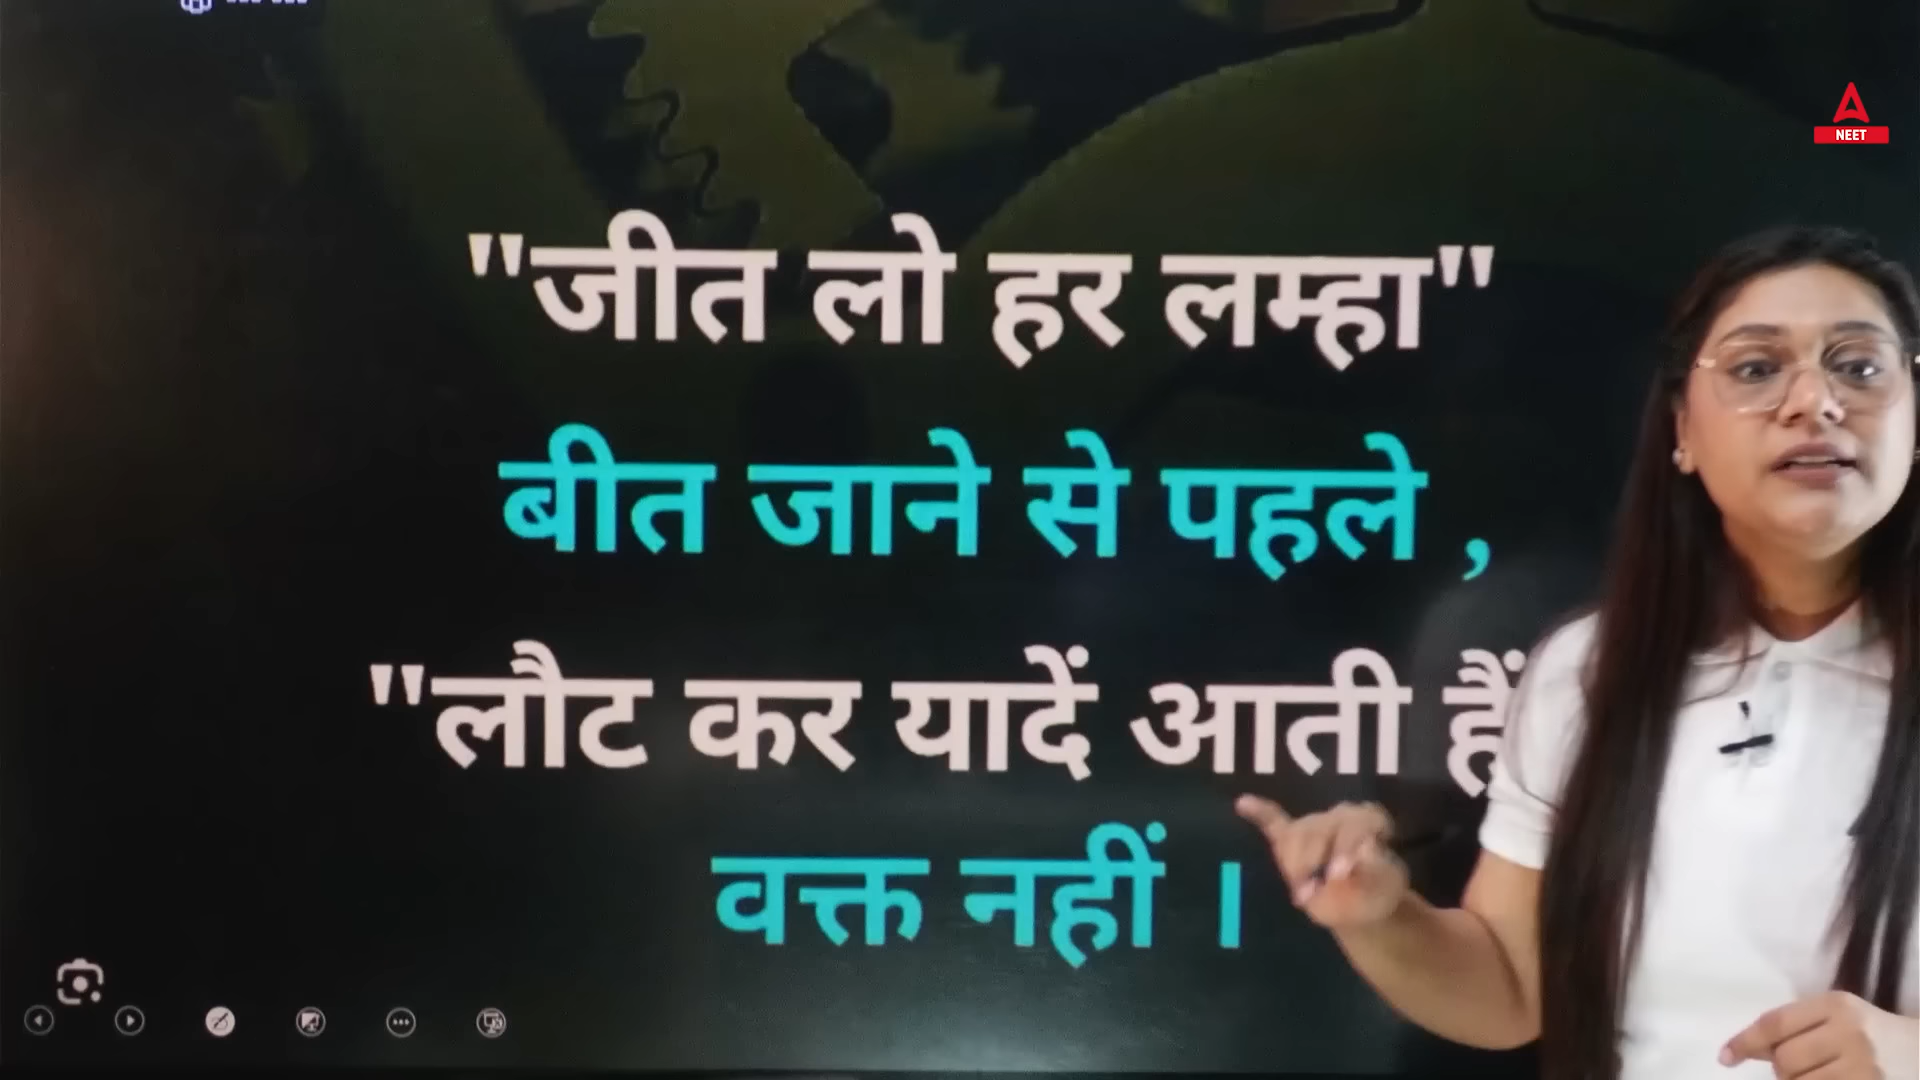 NEET
"जीत लो हर लम्हा"
बीत जाने से पहले ,
"लौट कर यादें आती हैं
वक्त नहीं ।